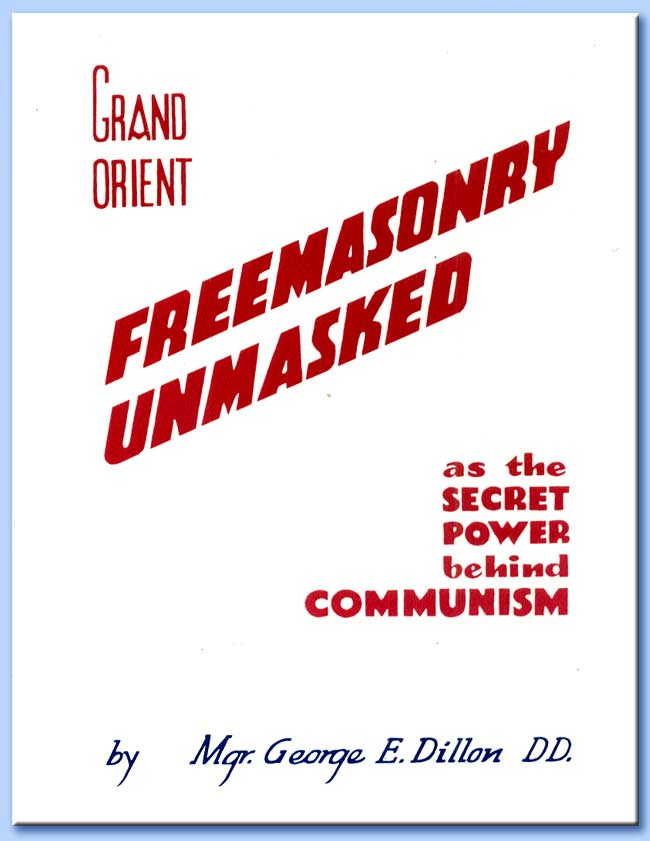 GRAND
ORIENT
FREEMASONRY
UNMASKED
as the
SECRET
POWER
behind
COMMUNISM
by Mgr. George E. Dillon DD.